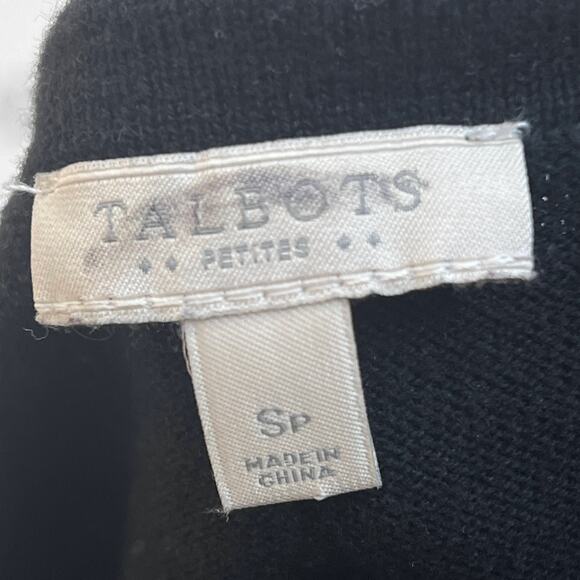 TALBOTS
PETITES
SP
MADE IN
CHINA